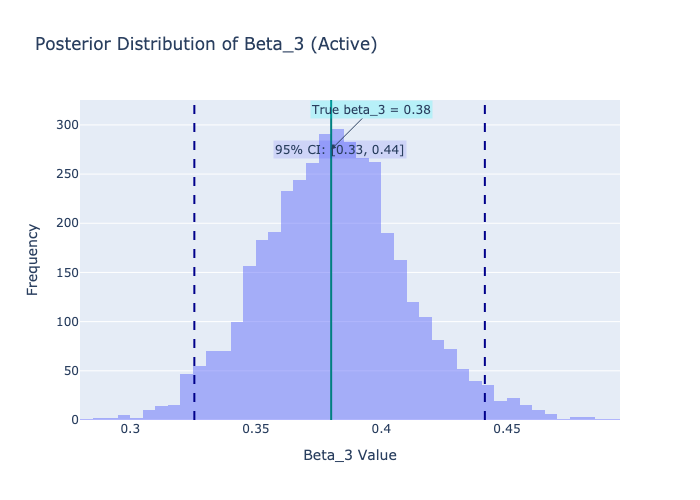 Posterior Distribution of Beta_3 (Active)
True beta_3 = 0.38
95% CI: [0.33, 0.44]
300
250
200
150
100
50
0
Frequency
0.3 0.35 0.4 0.45
Beta_3 Value